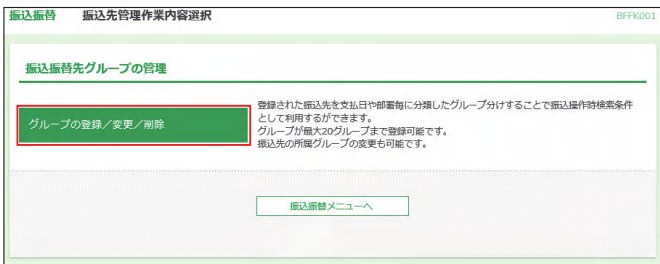 振込振替 振込先管理作業内容選択 BFFK001
振込振替先グループの管理
グループの登録／変更／削除
登録された振込先を支払日や部署毎に分類したグループ分けすることで振込操作時検索条件
として利用するができます。
グループが最大20グループまで登録可能です。
振込先の所属グループの変更も可能です。
振込振替メニューへ